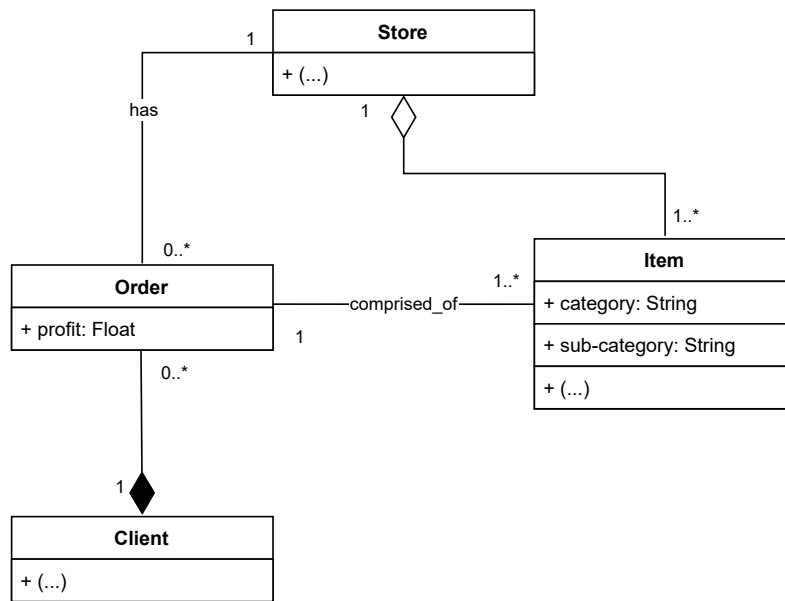 Store
1
+ (...)
has
1
1..*
0..*
Item
Order
1..*
+ category: String
comprised_of
+ profit: Float
1
+ sub-category: String
0..*
+ (...)
1
Client
+ (...)